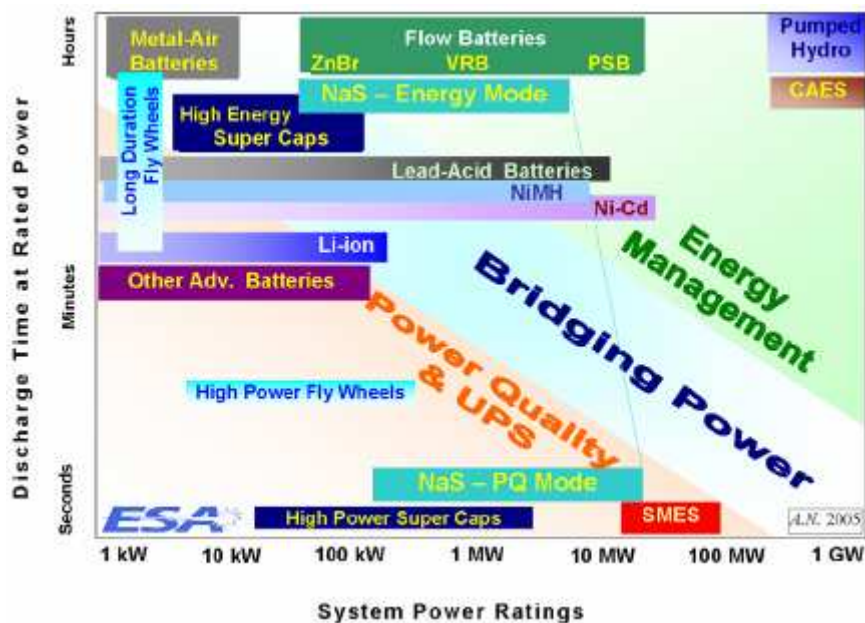 Discharge Time at Rated Power
Hours
Minutes
Seconds
Metal-Air
Batteries
Flow Batteries
ZnBr VRB PSB
Pumped
Hydro
CAES
NaS – Energy Mode
High Energy
Super Caps
Long Duration
Fly Wheels
Lead-Acid Batteries
NiMH
Ni-Cd
Li-ion
Other Adv. Batteries
Energy
Management
Bridging Power
Power Quality
& UPS
High Power Fly Wheels
NaS – PQ Mode
ESA
High Power Super Caps
SMES
A.N. 2005
1 kW 10 kW 100 kW 1 MW 10 MW 100 MW 1 GW
System Power Ratings